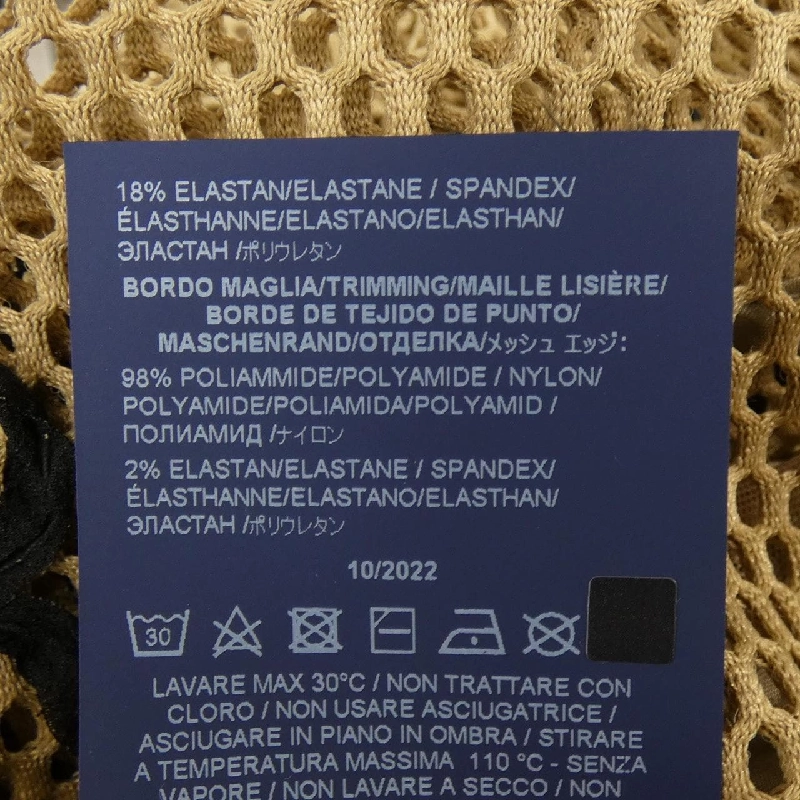 18% ELASTAN/ELASTANE / SPANDEX/
ÉLASTHANNE/ELASTANO/ELASTHAN/
ЭЛАСТАН /ポリウレタン
BORDO MAGLIA/TRIMMING/MAILLE LISIÈRE/
BORDE DE TEJIDO DE PUNTO/
MASCHENRAND/ОТДЕЛКА/メッシュ エッジ:
98% POLIAMMIDE/POLYAMIDE / NYLON/
POLYAMIDE/POLIAMIDA/POLYAMID /
ПОЛИАМИД /ナイロン
2% ELASTAN/ELASTANE / SPANDEX/
ÉLASTHANNE/ELASTANO/ELASTHAN/
ЭЛАСТАН /ポリウレタン
10/2022
30
LAVARE MAX 30°C / NON TRATTARE CON
CLORO / NON USARE ASCIUGATRICE /
ASCIUGARE IN PIANO IN OMBRA / STIRARE
A TEMPERATURA MASSIMA 110 °C - SENZA
VAPORE / NON LAVARE A SECCO / NON